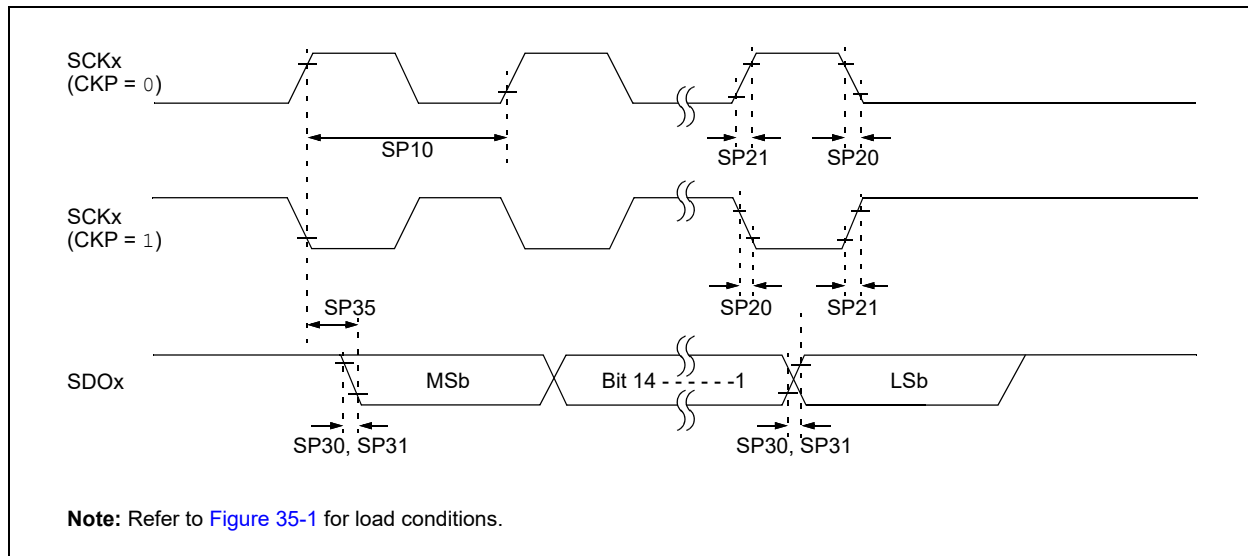 SCKx
(CKP = 0)
SP10
SP21
SP20
SCKx
(CKP = 1)
SP35
SP20
SP21
SDOx
MSb
Bit 14 - - - - - -1
LSb
SP30, SP31
SP30, SP31
Note: Refer to Figure 35-1 for load conditions.